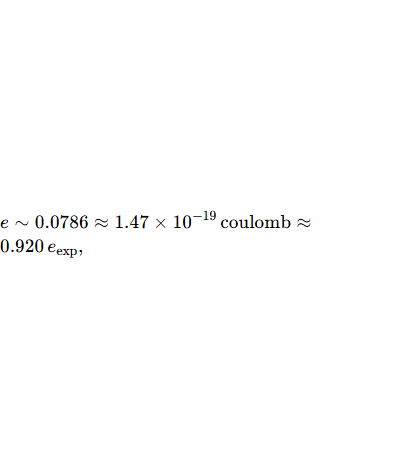 e ∼ 0.0786 ≈ 1.47 × 10⁻¹⁹ coulomb ≈
0.920 e_exp,